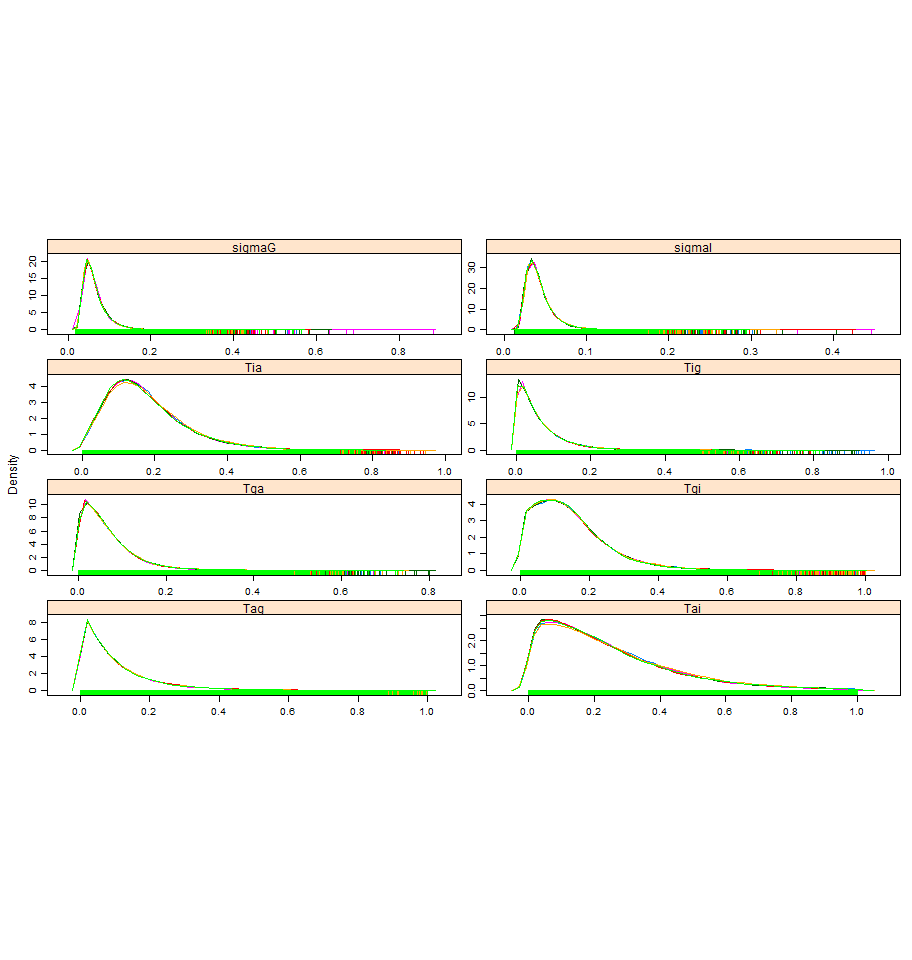 sigmaG
sigmaI
0 5 10 15 20
0.0 0.2 0.4 0.6 0.8
0 10 20 30
0.0 0.1 0.2 0.3 0.4
Tia
Tig
0 1 2 3 4
0.0 0.2 0.4 0.6 0.8 1.0
0 5 10
0.0 0.2 0.4 0.6 0.8 1.0
Density
Tga
Tgi
0 2 4 6 8 10
0.0 0.2 0.4 0.6 0.8
0 1 2 3 4
0.0 0.2 0.4 0.6 0.8 1.0
Tag
Tai
0 2 4 6 8
0.0 0.2 0.4 0.6 0.8 1.0
0.0 1.0 2.0
0.0 0.2 0.4 0.6 0.8 1.0